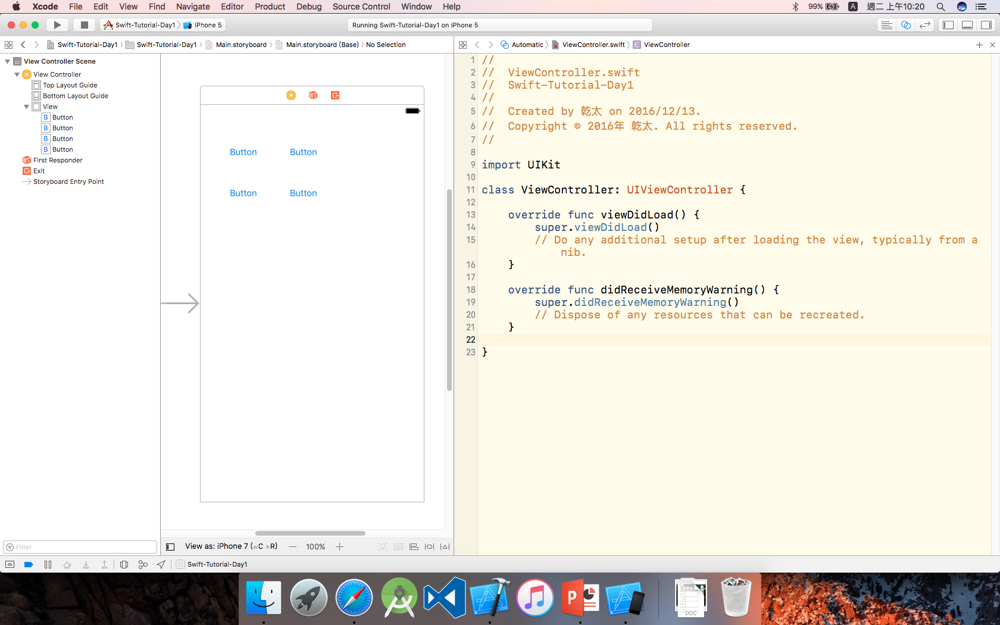 Xcode File Edit View Find Navigate Editor Product Debug Source Control Window Help 99% A 週二 上午10:20
Swift-Tutorial-Day1 iPhone 5 Running Swift-Tutorial-Day1 on iPhone 5
Swift-Tutorial-Day1 Swift-Tutorial-Day1 Main.storyboard Main.storyboard (Base) No Selection
Automatic ViewController.swift C ViewController
View Controller Scene
View Controller
Top Layout Guide
Bottom Layout Guide
View
B Button
B Button
B Button
B Button
First Responder
Exit
Storyboard Entry Point
Filter
Button Button
Button Button
View as: iPhone 7 (wC hR) 100%
1 //
2 //  ViewController.swift
3 //  Swift-Tutorial-Day1
4 //
5 //  Created by 乾太 on 2016/12/13.
6 //  Copyright © 2016年 乾太. All rights reserved.
7 //
8
9 import UIKit
10
11 class ViewController: UIViewController {
12
13     override func viewDidLoad() {
14         super.viewDidLoad()
15         // Do any additional setup after loading the view, typically from a
nib.
16     }
17
18     override func didReceiveMemoryWarning() {
19         super.didReceiveMemoryWarning()
20         // Dispose of any resources that can be recreated.
21     }
22
23 }
Swift-Tutorial-Day1
P
DOC